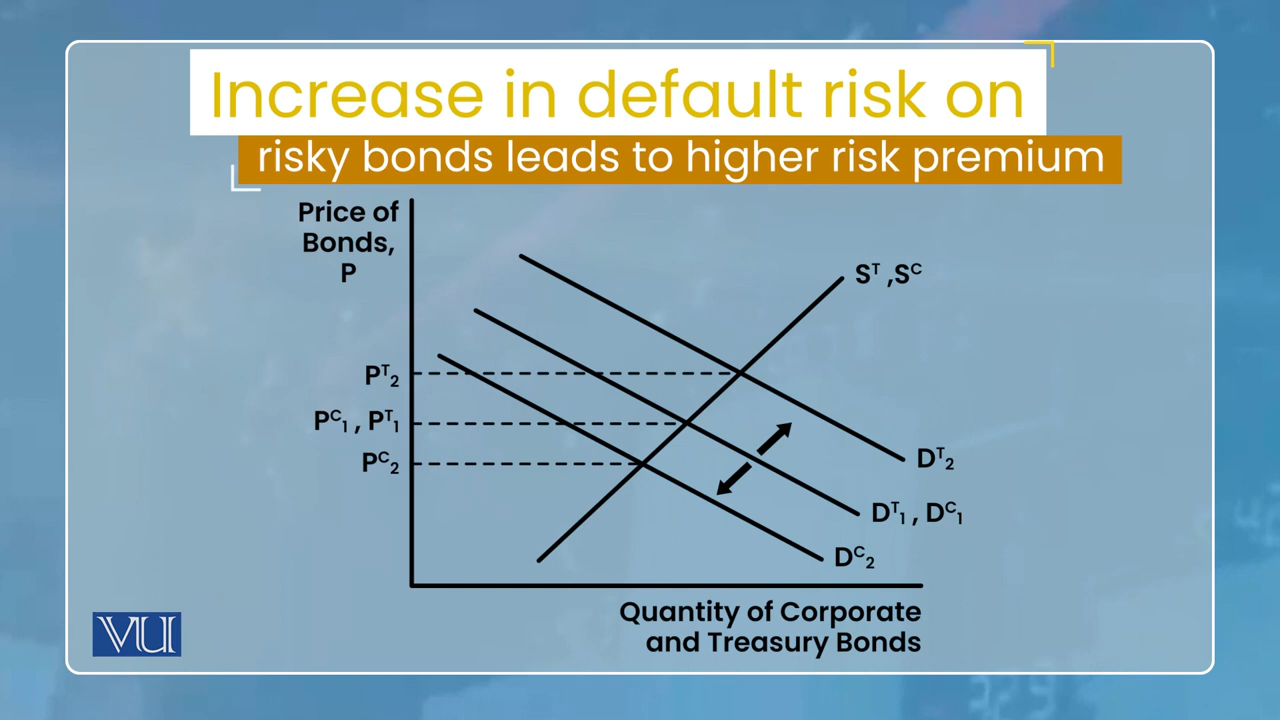 Increase in default risk on
risky bonds leads to higher risk premium
Price of
Bonds,
P
Sᵀ ,Sᶜ
Pᵀ₂
Pᶜ₁ , Pᵀ₁
Pᶜ₂
Dᵀ₂
Dᵀ₁ , Dᶜ₁
Dᶜ₂
Quantity of Corporate
and Treasury Bonds
VU
329